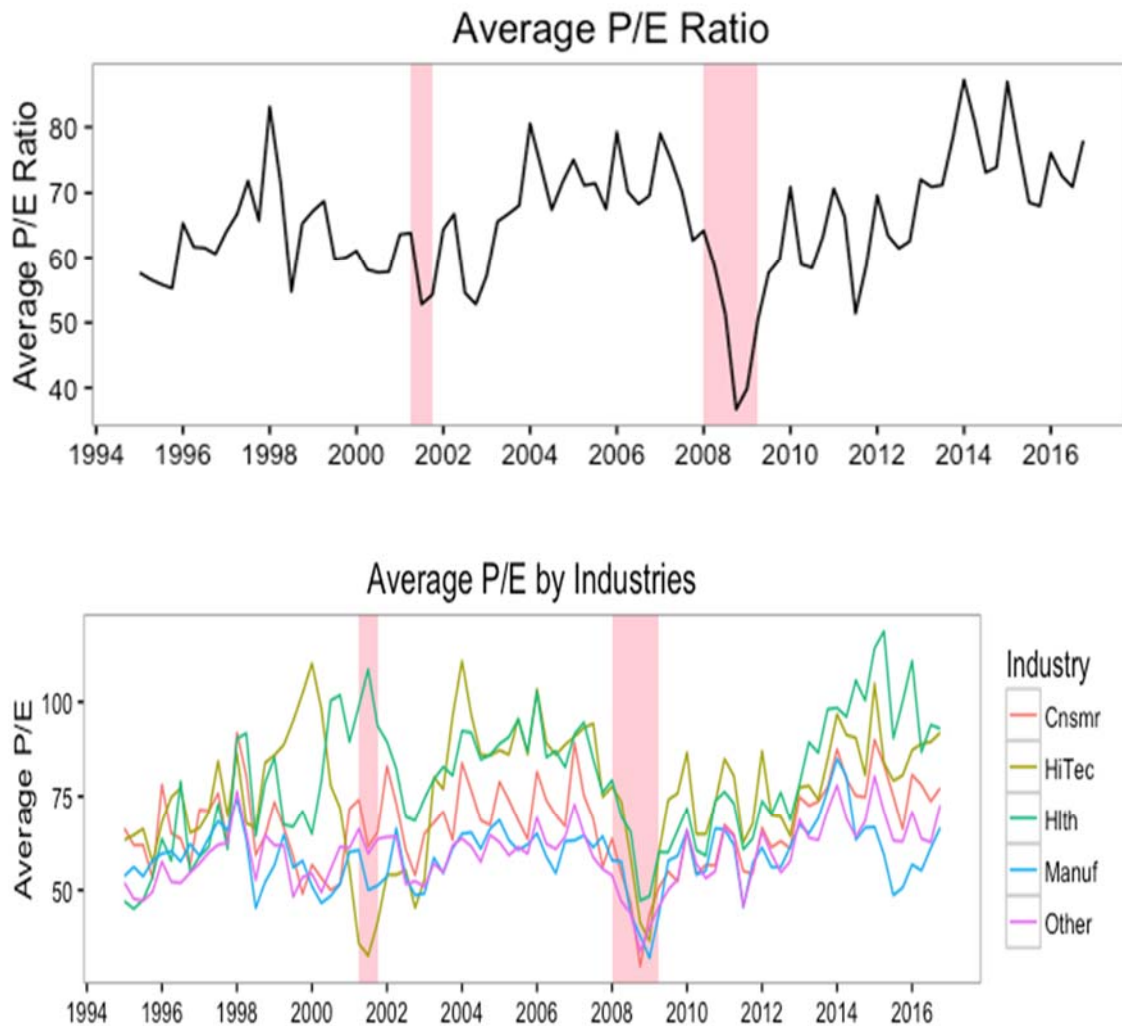 Average P/E Ratio
Average P/E Ratio
80
70
60
50
40
1994 1996 1998 2000 2002 2004 2006 2008 2010 2012 2014 2016
Average P/E by Industries
Average P/E
100
75
50
1994 1996 1998 2000 2002 2004 2006 2008 2010 2012 2014 2016
Industry
Cnsmr
HiTec
Hlth
Manuf
Other